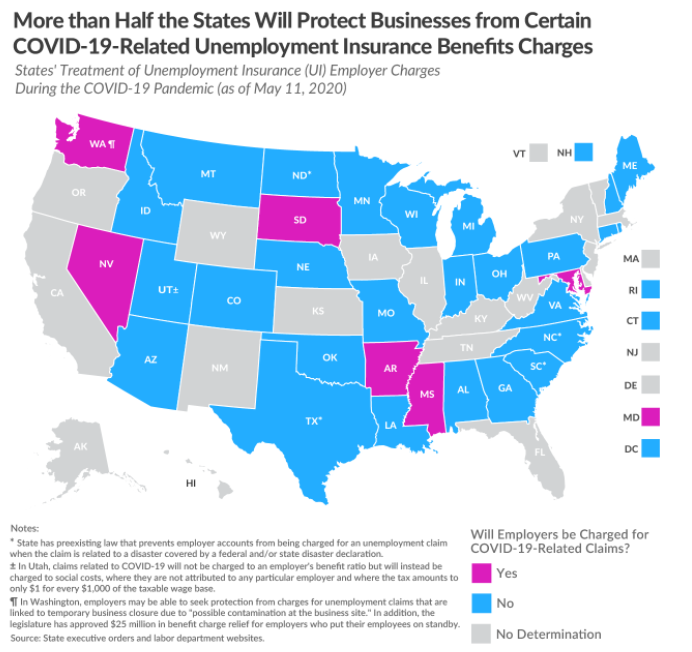 More than Half the States Will Protect Businesses from Certain
COVID-19-Related Unemployment Insurance Benefits Charges
States' Treatment of Unemployment Insurance (UI) Employer Charges
During the COVID-19 Pandemic (as of May 11, 2020)
WA ¶
MT
ND*
MN
VT
NH
ME
OR
ID
SD
WI
MI
NY
WY
NV
IA
PA
MA
NE
IL
IN
OH
RI
CA
UT±
CO
WV
VA
CT
KS
MO
KY
NC*
NJ
AZ
NM
OK
TN
SC*
DE
AR
MS
AL
GA
MD
TX*
LA
DC
AK
HI
FL
Notes:
* State has preexisting law that prevents employer accounts from being charged for an unemployment claim
when the claim is related to a disaster covered by a federal and/or state disaster declaration.
± In Utah, claims related to COVID-19 will not be charged to an employer's benefit ratio but will instead be
charged to social costs, where they are not attributed to any particular employer and where the tax amounts to
only $1 for every $1,000 of the taxable wage base.
¶ In Washington, employers may be able to seek protection from charges for unemployment claims that are
linked to temporary business closure due to "possible contamination at the business site." In addition, the
legislature has approved $25 million in benefit charge relief for employers who put their employees on standby.
Source: State executive orders and labor department websites.
Will Employers be Charged for
COVID-19-Related Claims?
Yes
No
No Determination